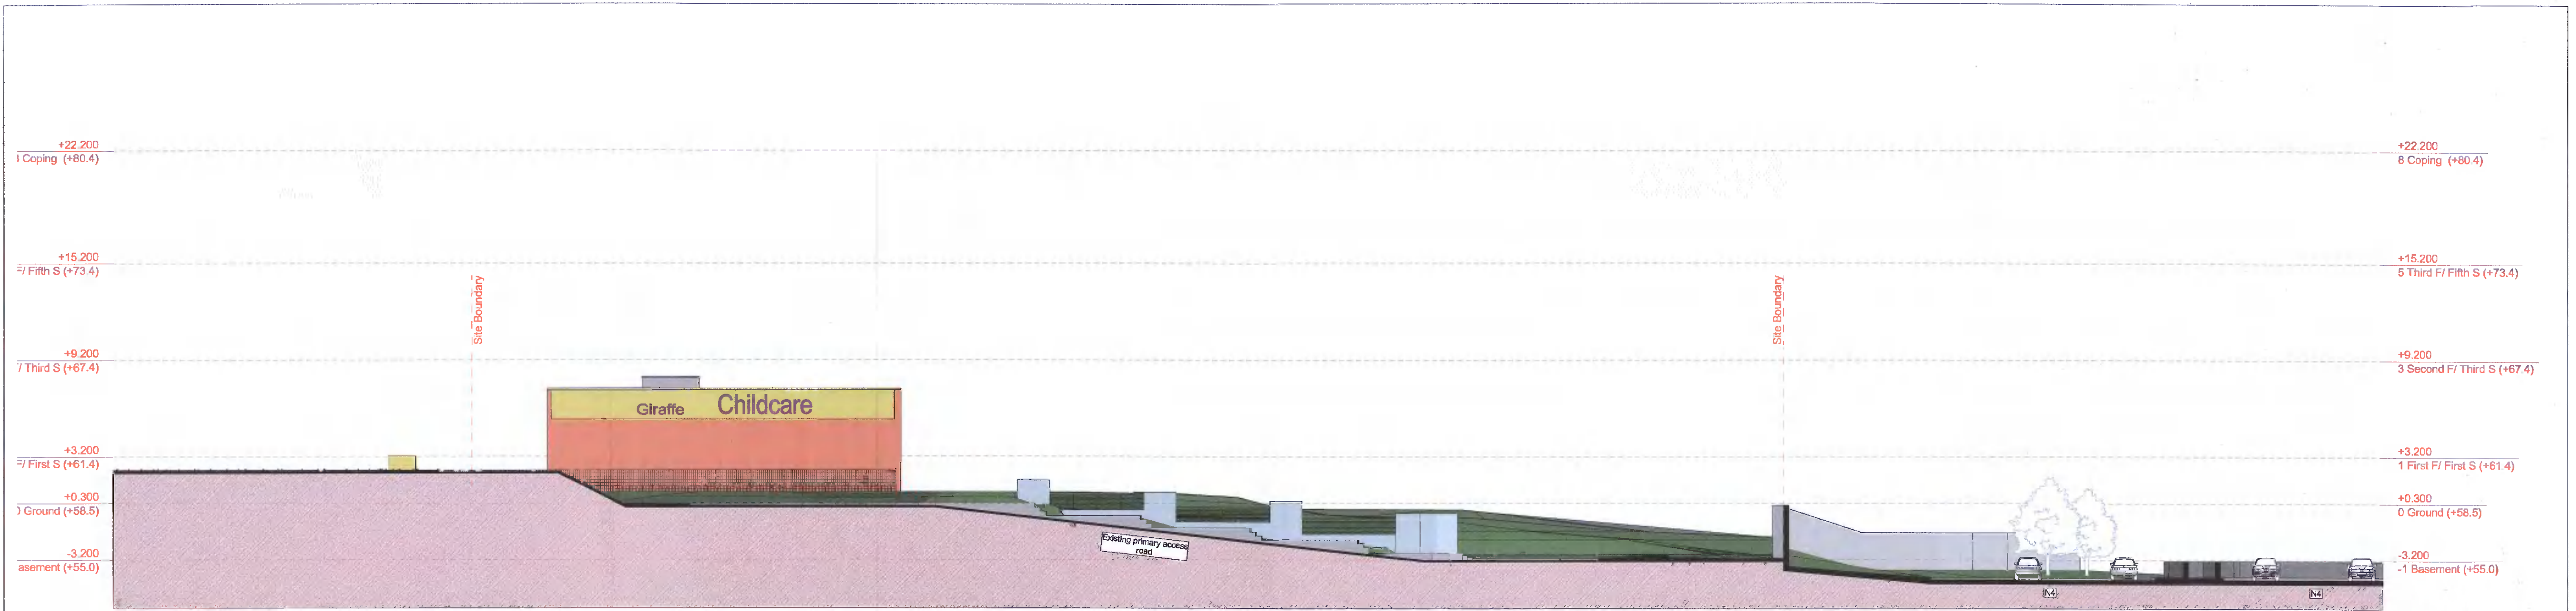 +22.200
Coping (+80.4)
+15.200
F/ Fifth S (+73.4)
+9.200
/ Third S (+67.4)
+3.200
F/ First S (+61.4)
+0.300
Ground (+58.5)
-3.200
asement (+55.0)
Site Boundary
Giraffe Childcare
Existing primary access
road
Site Boundary
+22.200
8 Coping (+80.4)
+15.200
5 Third F/ Fifth S (+73.4)
+9.200
3 Second F/ Third S (+67.4)
+3.200
1 First F/ First S (+61.4)
+0.300
0 Ground (+58.5)
-3.200
-1 Basement (+55.0)
N4
N4